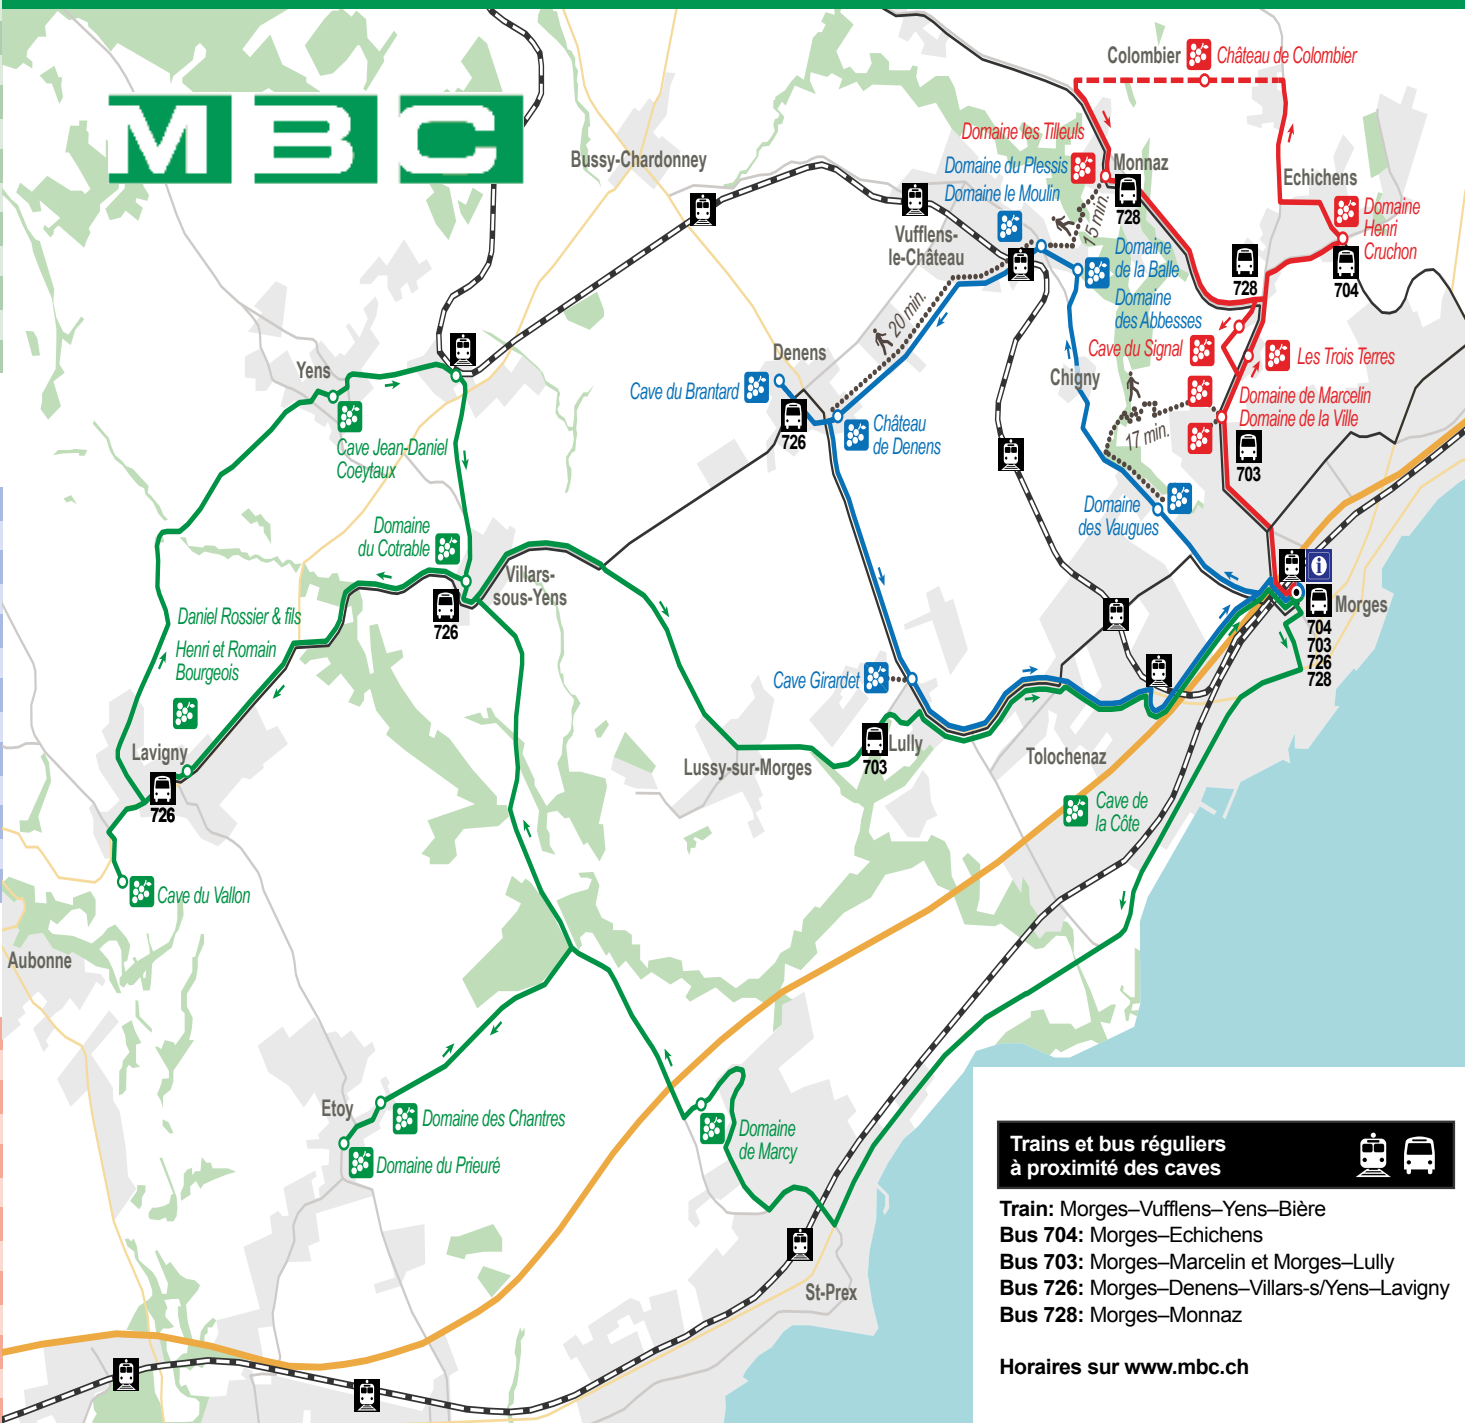 MBC
Colombier
Château de Colombier
Domaine les Tilleuls
Bussy-Chardonney
Domaine du Plessis
Monnaz
Domaine le Moulin
728
15 min.
Echichens
Domaine
Henri
Cruchon
704
Vufflens-
le-Château
Domaine
de la Balle
728
Domaine
des Abbesses
20 min.
Denens
Cave du Signal
Les Trois Terres
Yens
Chigny
Cave du Brantard
726
Domaine de Marcelin
Domaine de la Ville
Château
de Denens
17 min.
703
Cave Jean-Daniel
Coeytaux
Domaine
des Vaugues
Domaine
du Cotrable
Villars-
sous-Yens
726
i
Morges
704
703
726
728
Daniel Rossier & fils
Henri et Romain
Bourgeois
Cave Girardet
Lavigny
726
Lully
703
Lussy-sur-Morges
Tolochenaz
Cave de
la Côte
Cave du Vallon
Aubonne
Etoy
Domaine des Chantres
Domaine du Prieuré
Domaine
de Marcy
St-Prex
Trains et bus réguliers
à proximité des caves
Train: Morges–Vufflens–Yens–Bière
Bus 704: Morges–Echichens
Bus 703: Morges–Marcelin et Morges–Lully
Bus 726: Morges–Denens–Villars-s/Yens–Lavigny
Bus 728: Morges–Monnaz
Horaires sur www.mbc.ch